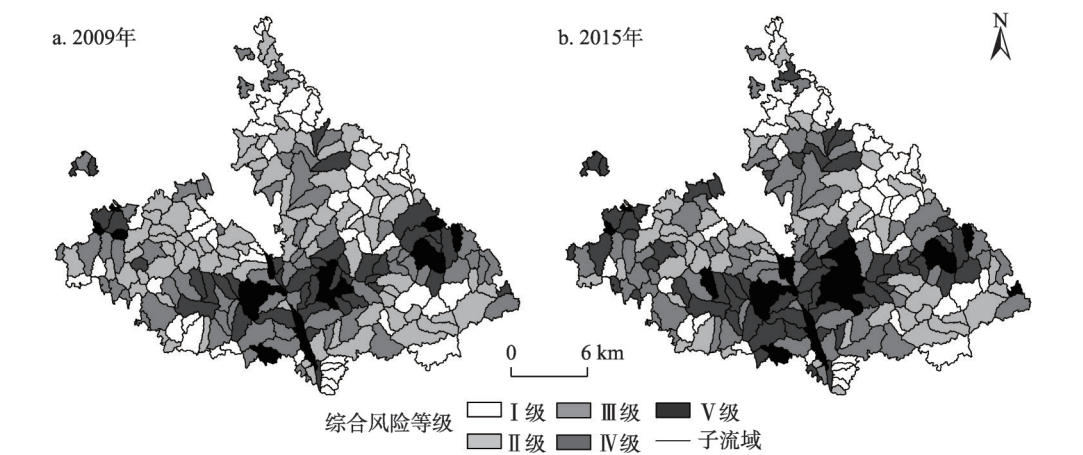 a. 2009年
b. 2015年
N
0 6 km
综合风险等级
Ⅰ级 Ⅲ级 Ⅴ级
Ⅱ级 Ⅳ级 子流域